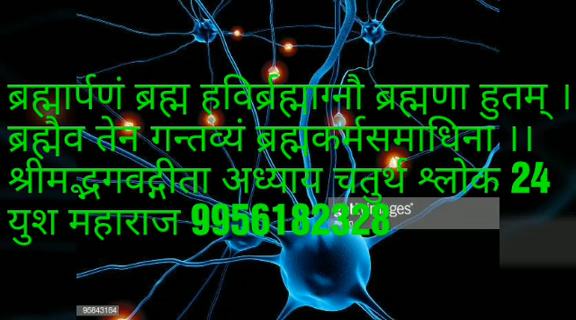 ब्रह्मार्पणं ब्रह्म हविर्ब्रह्माग्नौ ब्रह्मणा हुतम् ।
ब्रह्मैव तेन गन्तव्यं ब्रह्मकर्मसमाधिना ।।
श्रीमद्भगवद्गीता अध्याय चतुर्थ श्लोक 24
युश महाराज 9956182328
95643154